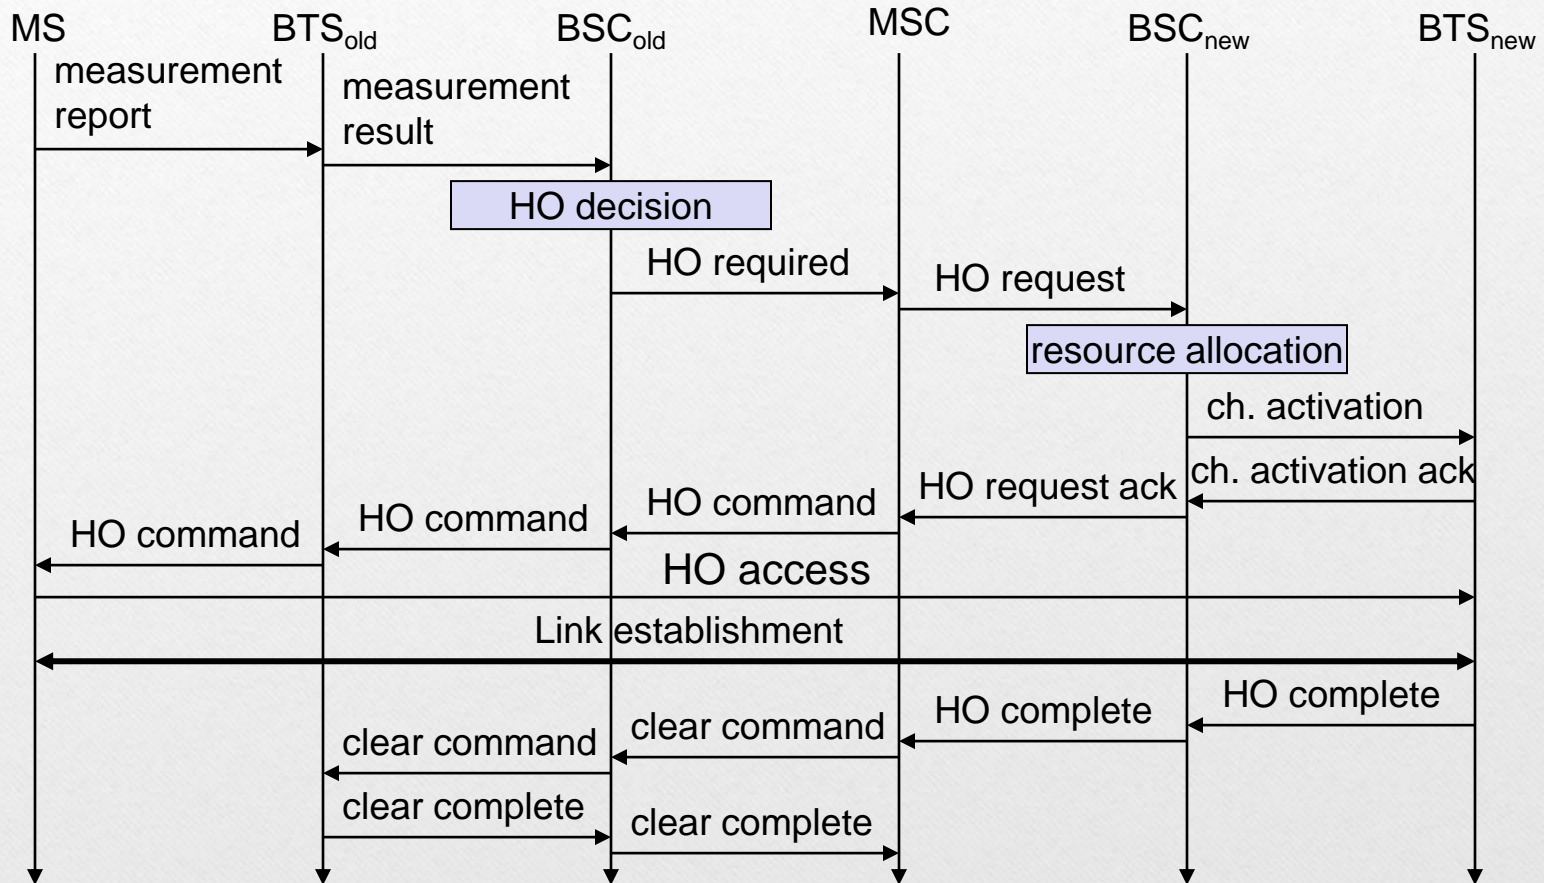 MS
BTSold
BSCold
MSC
BSCnew
BTSnew
measurement
report
measurement
result
HO decision
HO required
HO request
resource allocation
ch. activation
ch. activation ack
HO request ack
HO command
HO command
HO command
HO access
Link establishment
HO complete
HO complete
clear command
clear command
clear complete
clear complete